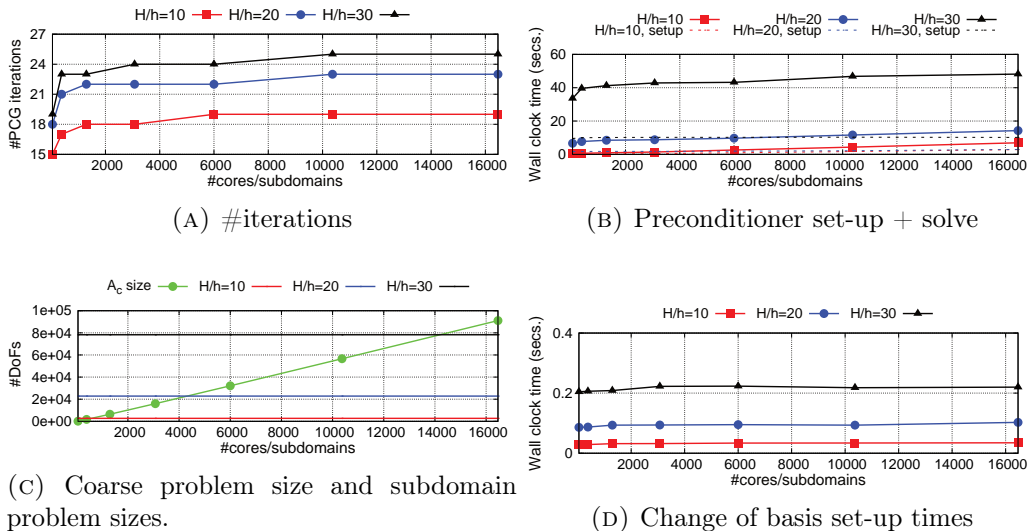 H/h=10 H/h=20 H/h=30
#PCG iterations
27
24
21
18
15
2000 4000 6000 8000 10000 12000 14000 16000
#cores/subdomains
(A) #iterations
H/h=10 H/h=20 H/h=30
H/h=10, setup H/h=20, setup H/h=30, setup
Wall clock time (secs.)
60
40
20
0
2000 4000 6000 8000 10000 12000 14000 16000
#cores/subdomains
(B) Preconditioner set-up + solve
A_c size H/h=10 H/h=20 H/h=30
#DoFs
1e+05
8e+04
6e+04
4e+04
2e+04
0e+00
2000 4000 6000 8000 10000 12000 14000 16000
#cores/subdomains
(C) Coarse problem size and subdomain
problem sizes.
H/h=10 H/h=20 H/h=30
Wall clock time (secs.)
0.4
0.2
0
2000 4000 6000 8000 10000 12000 14000 16000
#cores/subdomains
(D) Change of basis set-up times